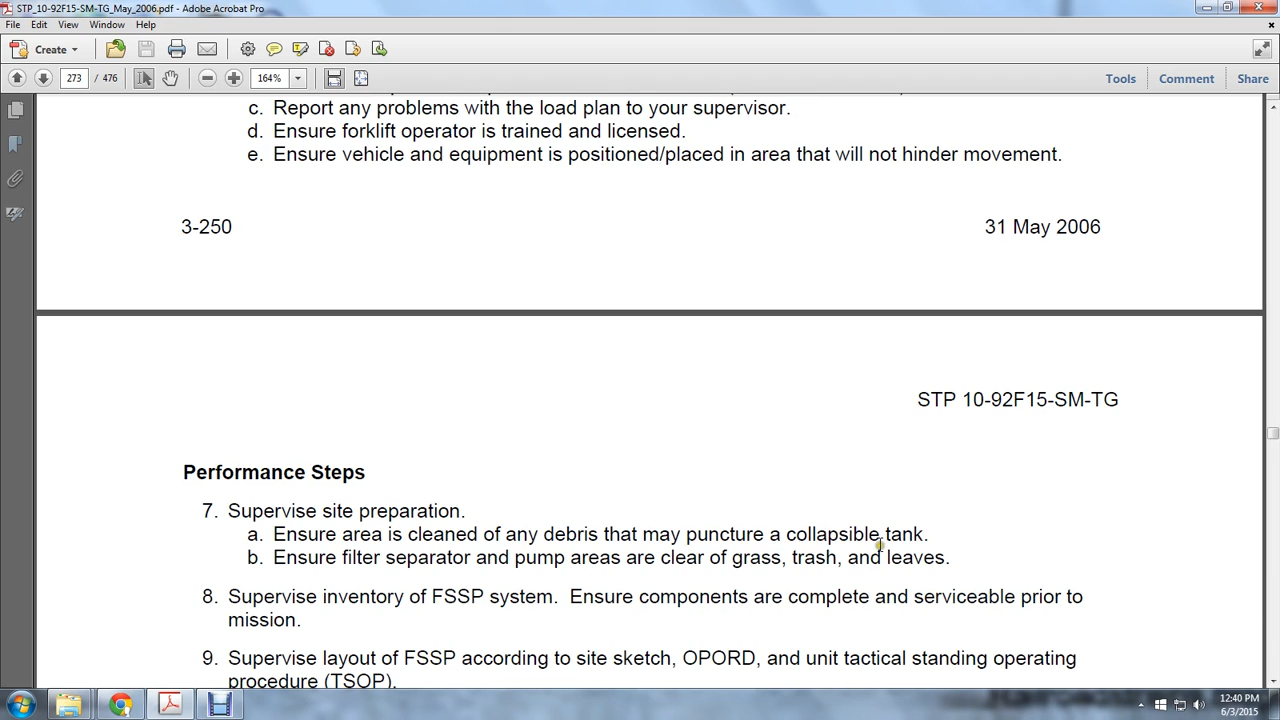 STP_10-92F15-SM-TG_May_2006.pdf - Adobe Acrobat Pro
File Edit View Window Help
Create
273 / 476 164% Tools Comment Share
c. Report any problems with the load plan to your supervisor.
d. Ensure forklift operator is trained and licensed.
e. Ensure vehicle and equipment is positioned/placed in area that will not hinder movement.
3-250 31 May 2006
STP 10-92F15-SM-TG
Performance Steps
7. Supervise site preparation.
a. Ensure area is cleaned of any debris that may puncture a collapsible tank.
b. Ensure filter separator and pump areas are clear of grass, trash, and leaves.
8. Supervise inventory of FSSP system. Ensure components are complete and serviceable prior to
mission.
9. Supervise layout of FSSP according to site sketch, OPORD, and unit tactical standing operating
procedure (TSOP).
12:40 PM
6/3/2015